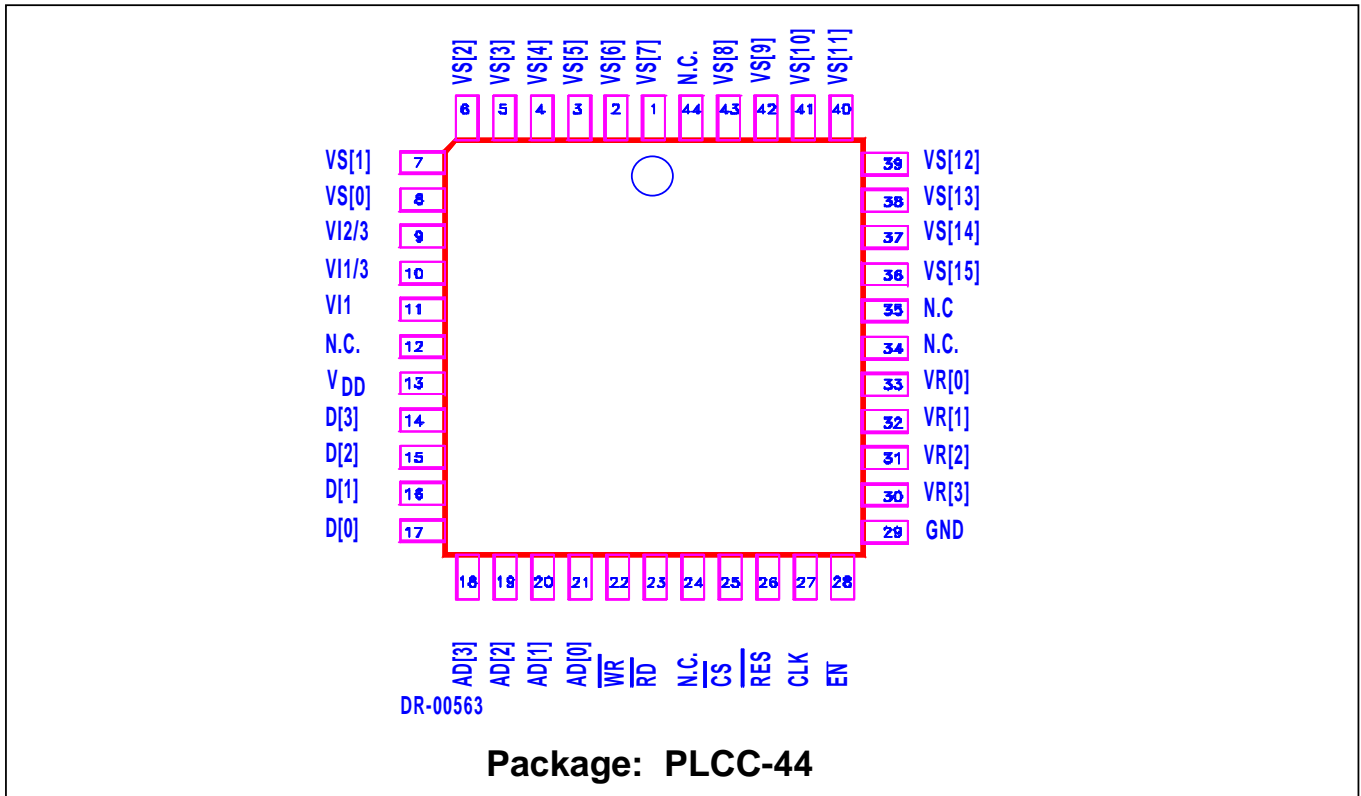 VS[2] VS[3] VS[4] VS[5] VS[6] VS[7] N.C. VS[8] VS[9] VS[10] VS[11]
6 5 4 3 2 1 44 43 42 41 40
VS[1] 7 39 VS[12]
VS[0] 8 38 VS[13]
VI2/3 9 37 VS[14]
VI1/3 10 36 VS[15]
VI1 11 35 N.C
N.C. 12 34 N.C.
VDD 13 33 VR[0]
D[3] 14 32 VR[1]
D[2] 15 31 VR[2]
D[1] 16 30 VR[3]
D[0] 17 29 GND
18 19 20 21 22 23 24 25 26 27 28
AD[3] AD[2] AD[1] AD[0] WR RD N.C. CS RES CLK EN
DR-00563
Package: PLCC-44